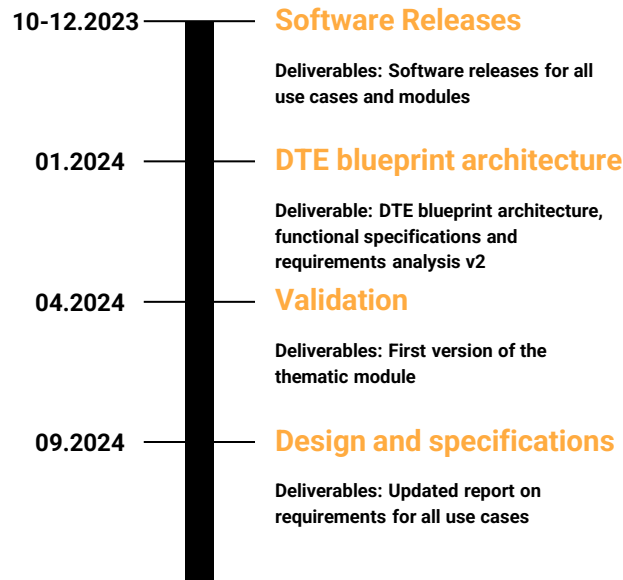 10-12.2023
Software Releases
Deliverables: Software releases for all
use cases and modules
01.2024
DTE blueprint architecture
Deliverable: DTE blueprint architecture,
functional specifications and
requirements analysis v2
04.2024
Validation
Deliverables: First version of the
thematic module
09.2024
Design and specifications
Deliverables: Updated report on
requirements for all use cases